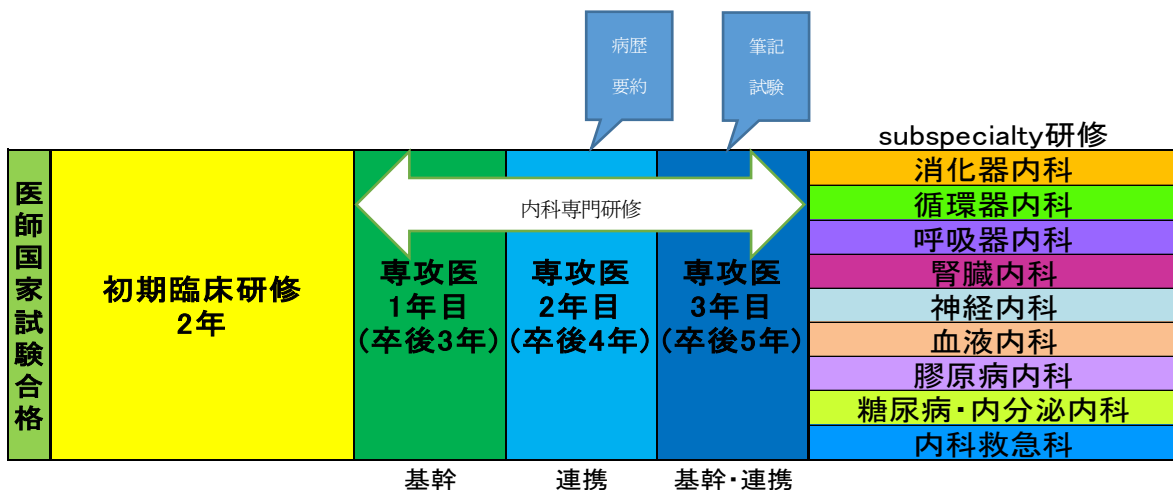 病歴
要約
筆記
試験
subspecialty研修
医師国家試験合格
初期臨床研修
2年
内科専門研修
専攻医
1年目
(卒後3年)
専攻医
2年目
(卒後4年)
専攻医
3年目
(卒後5年)
消化器内科
循環器内科
呼吸器内科
腎臓内科
神経内科
血液内科
膠原病内科
糖尿病・内分泌内科
内科救急科
基幹
連携
基幹・連携